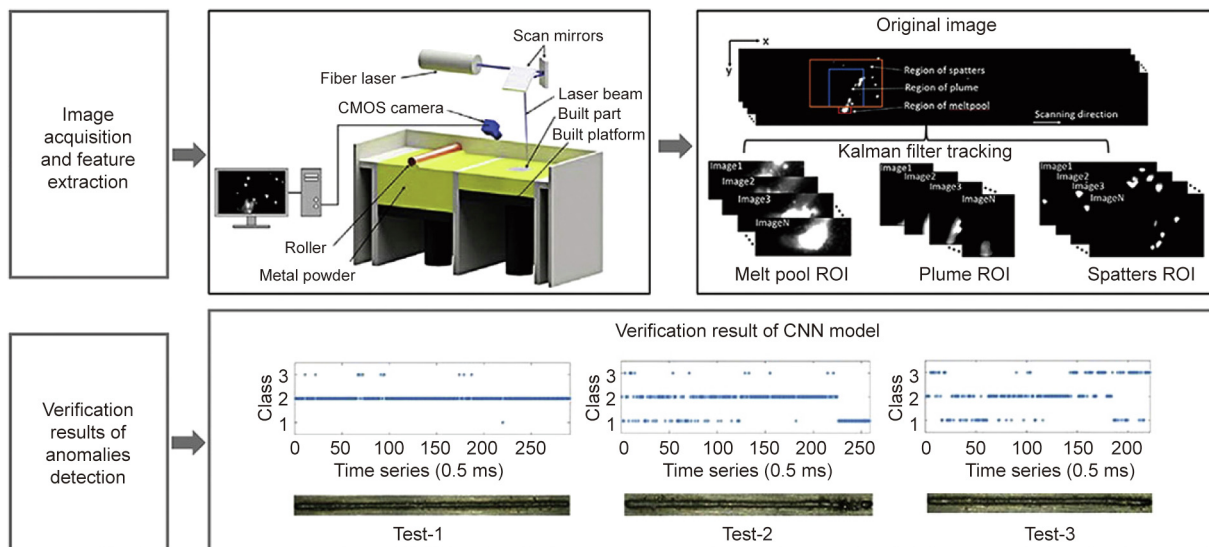 Image
acquisition
and feature
extraction
Scan mirrors
Fiber laser
CMOS camera
Laser beam
Built part
Built platform
Roller
Metal powder
Original image
x
y
Region of spatters
Region of plume
Region of meltpool
Scanning direction
Kalman filter tracking
Image1
Image2
Image3
ImageN
Melt pool ROI
Image1
Image2
Image3
ImageN
Plume ROI
Image1
Image2
Image3
ImageN
Spatters ROI
Verification
results of
anomalies
detection
Verification result of CNN model
Class
3
2
1
0 50 100 150 200 250
Time series (0.5 ms)
Test-1
Class
3
2
1
0 50 100 150 200 250
Time series (0.5 ms)
Test-2
Class
3
2
1
0 50 100 150 200
Time series (0.5 ms)
Test-3